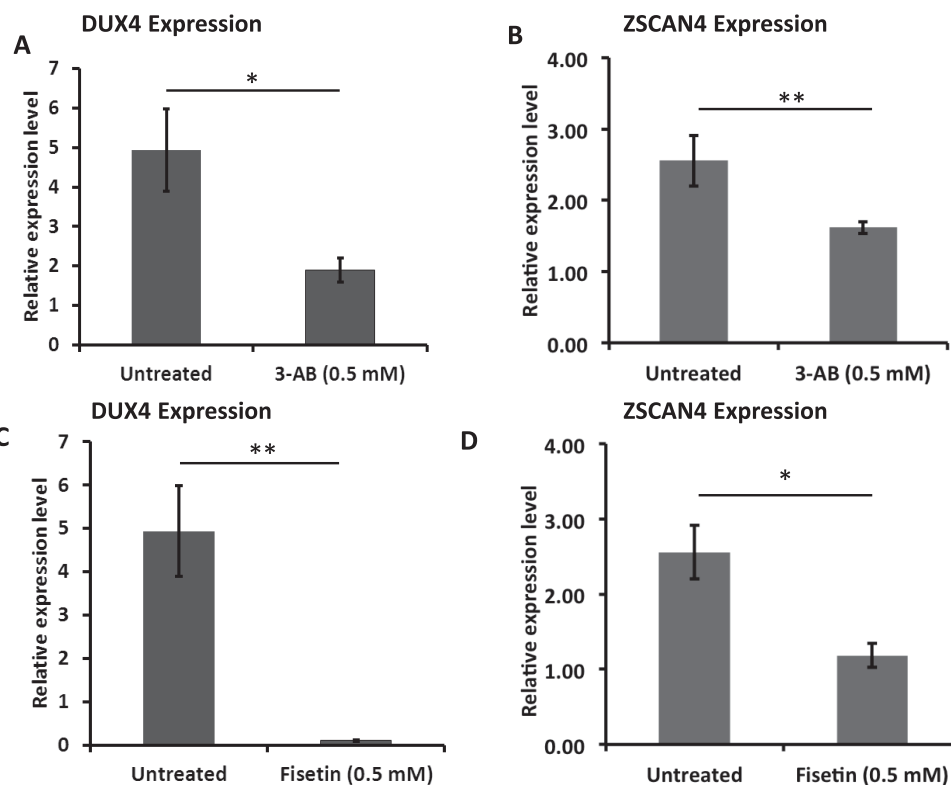 DUX4 Expression
A
7
6
5
4
3
2
1
0
Relative expression level
*
Untreated
3-AB (0.5 mM)
ZSCAN4 Expression
B
4.00
3.00
2.00
1.00
0.00
Relative expression level
**
Untreated
3-AB (0.5 mM)
DUX4 Expression
C
7
6
5
4
3
2
1
0
Relative expression level
**
Untreated
Fisetin (0.5 mM)
ZSCAN4 Expression
D
4.00
3.00
2.00
1.00
0.00
Relative expression level
*
Untreated
Fisetin (0.5 mM)